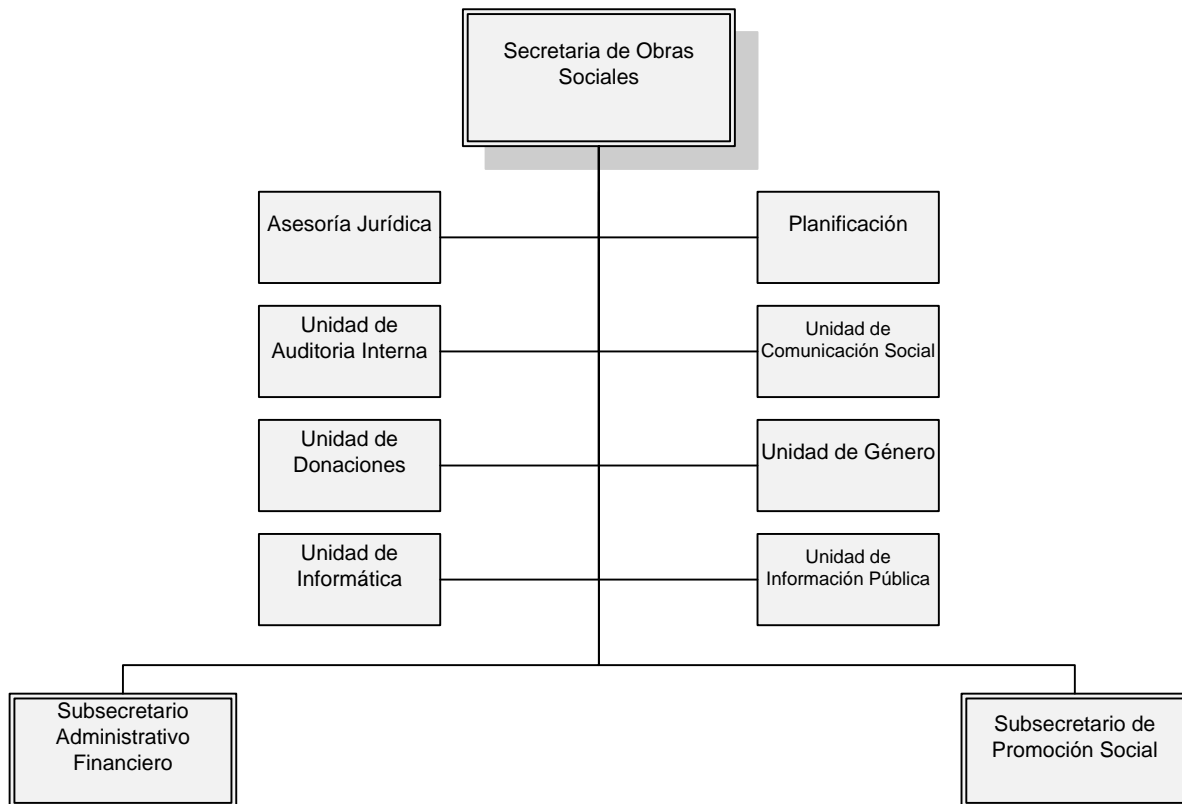 Secretaria de Obras
Sociales
Asesoría Jurídica
Planificación
Unidad de
Auditoria Interna
Unidad de
Comunicación Social
Unidad de
Donaciones
Unidad de Género
Unidad de
Informática
Unidad de
Información Pública
Subsecretario
Administrativo
Financiero
Subsecretario de
Promoción Social